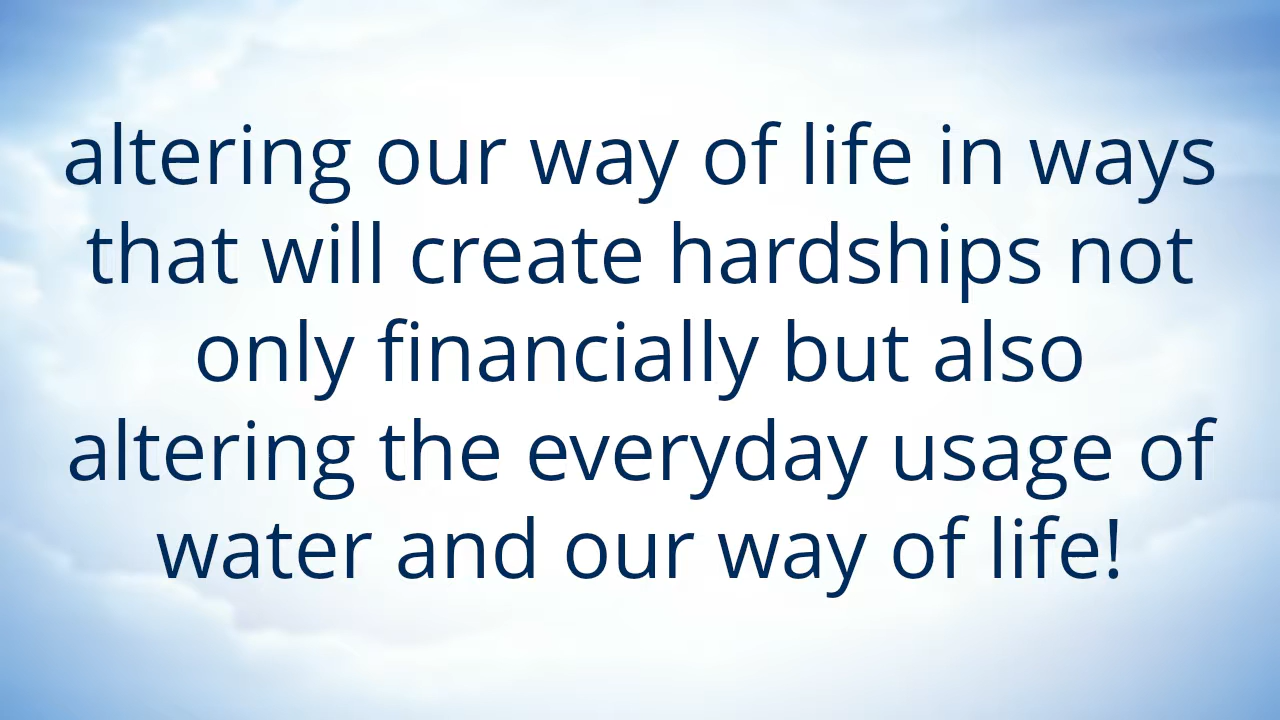 altering our way of life in ways
that will create hardships not
only financially but also
altering the everyday usage of
water and our way of life!